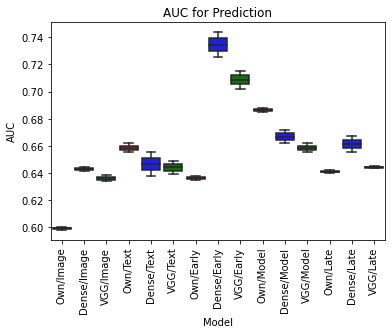 AUC for Prediction
AUC
0.74
0.72
0.70
0.68
0.66
0.64
0.62
0.60
Own/Image
Dense/Image
VGG/Image
Own/Text
Dense/Text
VGG/Text
Own/Early
Dense/Early
VGG/Early
Own/Model
Dense/Model
VGG/Model
Own/Late
Dense/Late
VGG/Late
Model